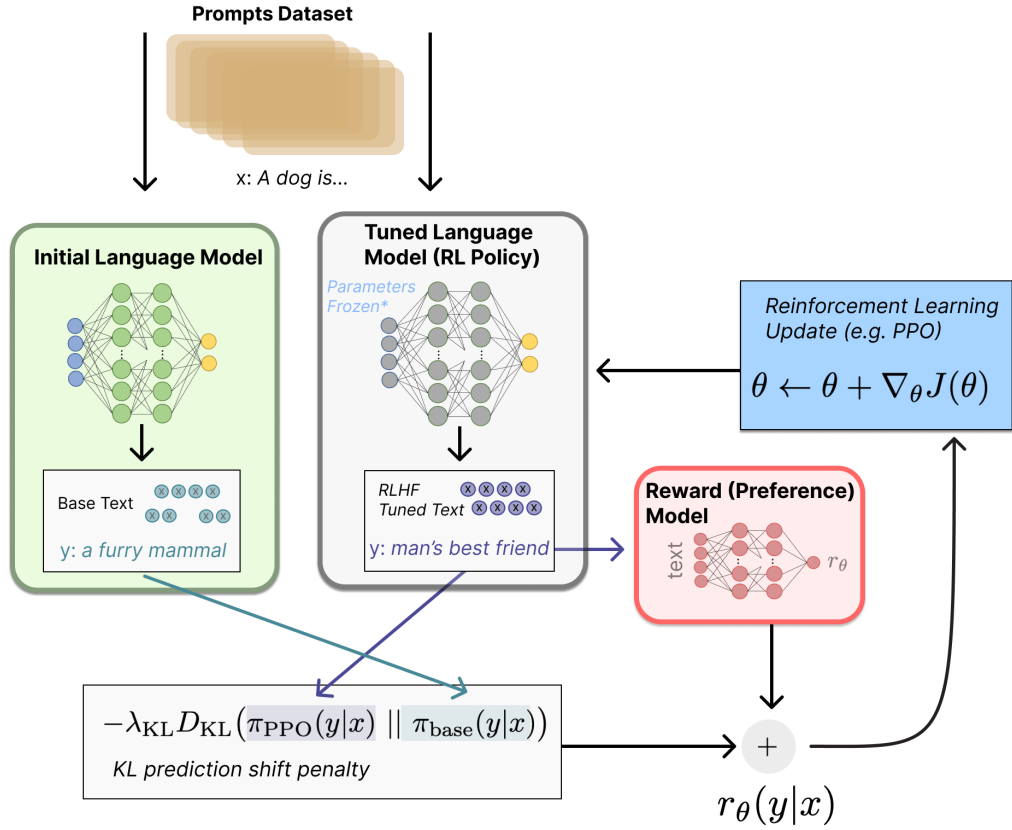 Prompts Dataset
x: A dog is...
Initial Language Model
Tuned Language
Model (RL Policy)
Parameters
Frozen*
Reinforcement Learning
Update (e.g. PPO)
θ ← θ + ∇θJ(θ)
Base Text
x x x x
x x x x
y: a furry mammal
RLHF
Tuned Text
x x x x
x x x x
y: man's best friend
Reward (Preference)
Model
text
rθ
−λKL DKL(πPPO(y|x) || πbase(y|x))
KL prediction shift penalty
+
rθ(y|x)